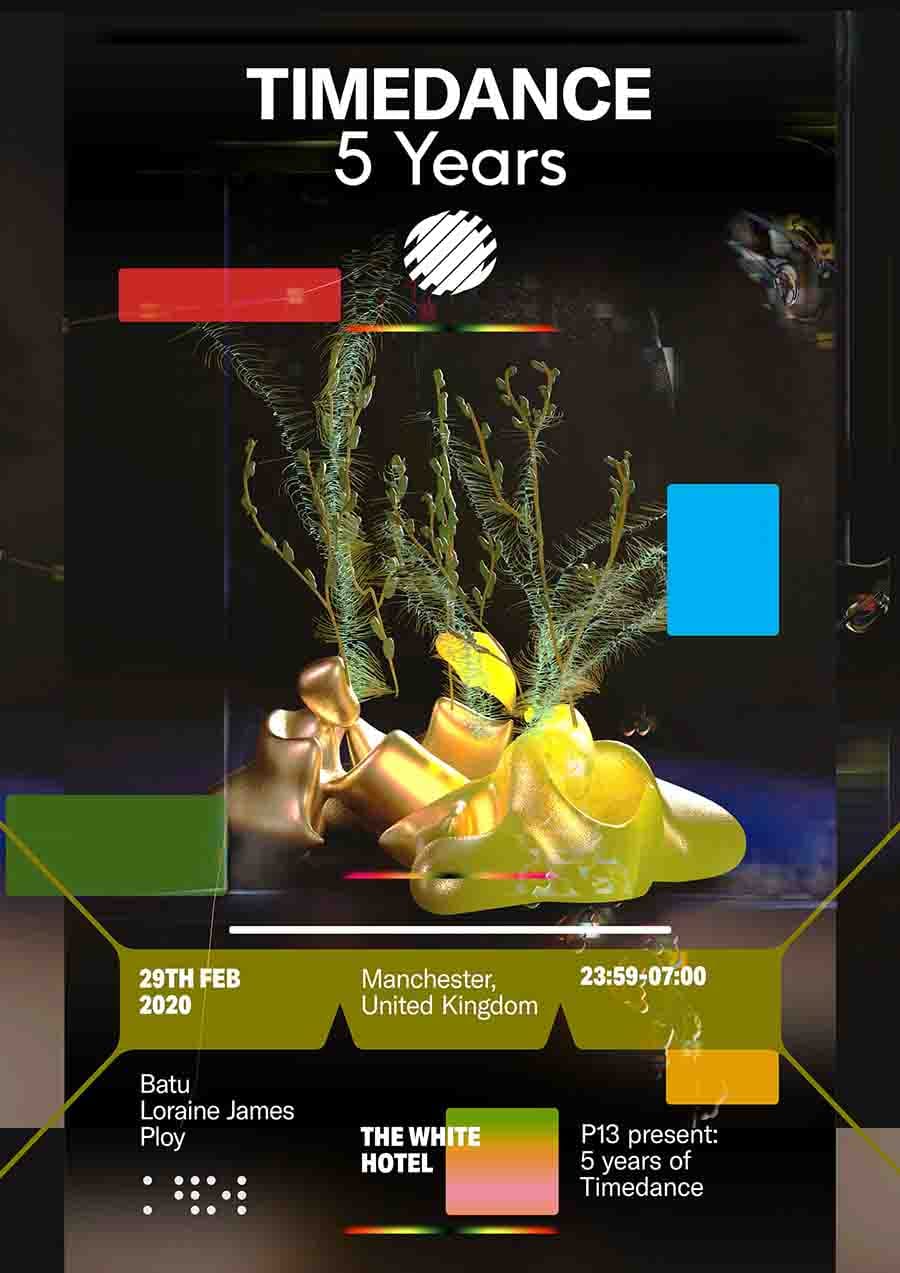 TIMEDANCE
5 Years
29TH FEB
2020
Manchester,
United Kingdom
23:59-07:00
Batu
Loraine James
Ploy
THE WHITE
HOTEL
P13 present:
5 years of
Timedance